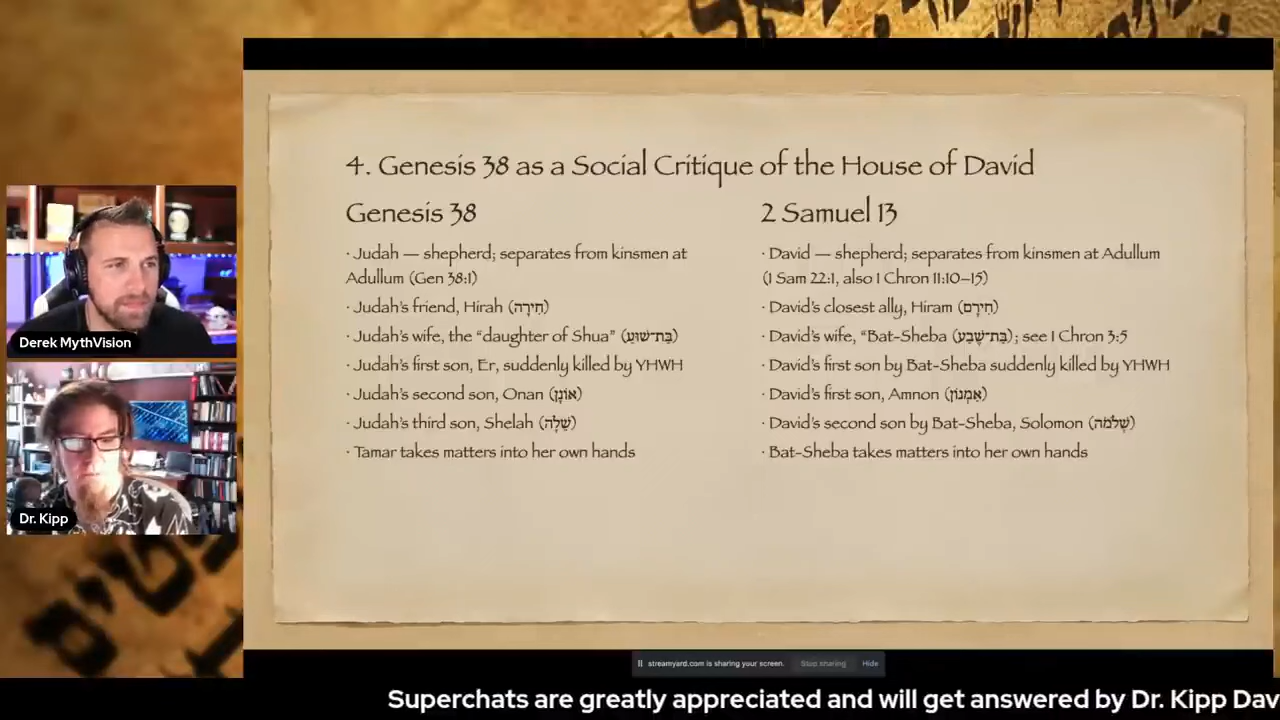 4. Genesis 38 as a Social Critique of the House of David
Genesis 38
· Judah — shepherd; separates from kinsmen at
Adullum (Gen 38:1)
· Judah's friend, Hirah (חִירָה)
· Judah's wife, the “daughter of Shua” (בַּת־שׁוּעַ)
· Judah's first son, Er, suddenly killed by YHWH
· Judah's second son, Onan (אוֹנָן)
· Judah's third son, Shelah (שֵׁלָה)
· Tamar takes matters into her own hands
2 Samuel 13
· David — shepherd; separates from kinsmen at Adullum
(1 Sam 22:1, also 1 Chron 11:10–15)
· David's closest ally, Hiram (חִירָם)
· David's wife, “Bat-Sheba (בַּת־שֶׁבַע); see 1 Chron 3:5
· David's first son by Bat-Sheba suddenly killed by YHWH
· David's first son, Amnon (אַמְנוֹן)
· David's second son by Bat-Sheba, Solomon (שְׁלֹמֹה)
· Bat-Sheba takes matters into her own hands
Derek MythVision
Dr. Kipp
streamyard.com is sharing your screen.
Stop sharing
Hide
Superchats are greatly appreciated and will get answered by Dr. Kipp Dav